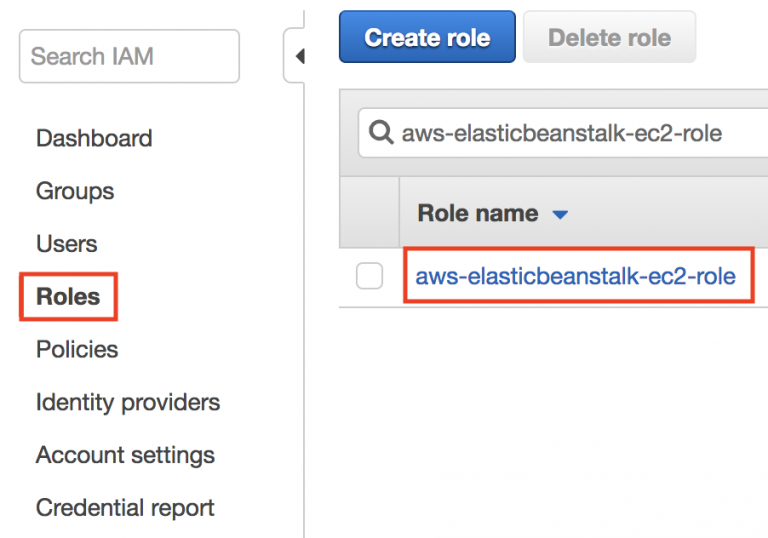 Search IAM
Dashboard
Groups
Users
Roles
Policies
Identity providers
Account settings
Credential report
Create role
Delete role
aws-elasticbeanstalk-ec2-role
Role name
aws-elasticbeanstalk-ec2-role